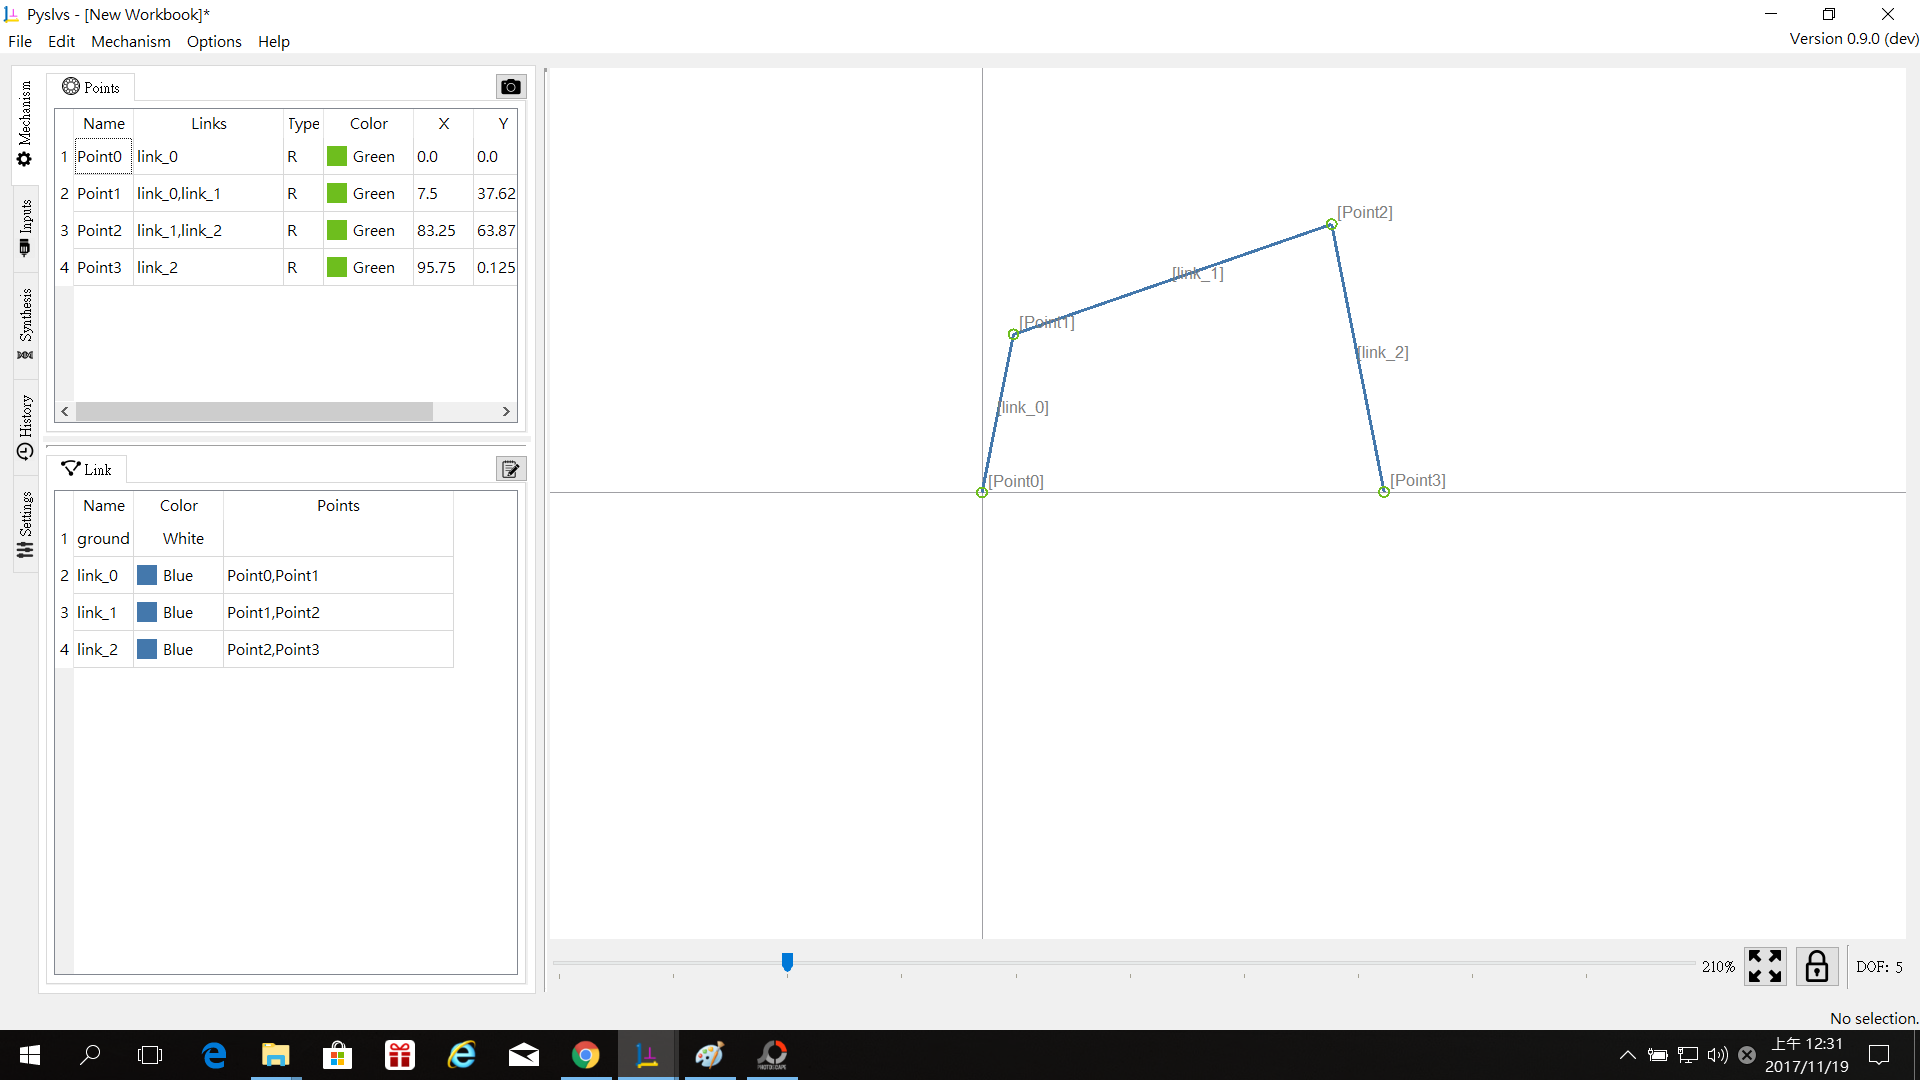 Pyslvs - [New Workbook]*
File Edit Mechanism Options Help
Version 0.9.0 (dev)
Mechanism
Inputs
Synthesis
History
Settings
Points
Name Links Type Color X Y
1 Point0 link_0 R Green 0.0 0.0
2 Point1 link_0,link_1 R Green 7.5 37.62
3 Point2 link_1,link_2 R Green 83.25 63.87
4 Point3 link_2 R Green 95.75 0.125
Link
Name Color Points
1 ground White
2 link_0 Blue Point0,Point1
3 link_1 Blue Point1,Point2
4 link_2 Blue Point2,Point3
[Point2]
[link_1]
[Point1]
[link_2]
[link_0]
[Point0]
[Point3]
210%
DOF: 5
No selection.
PHOTOSCAPE
上午 12:31
2017/11/19